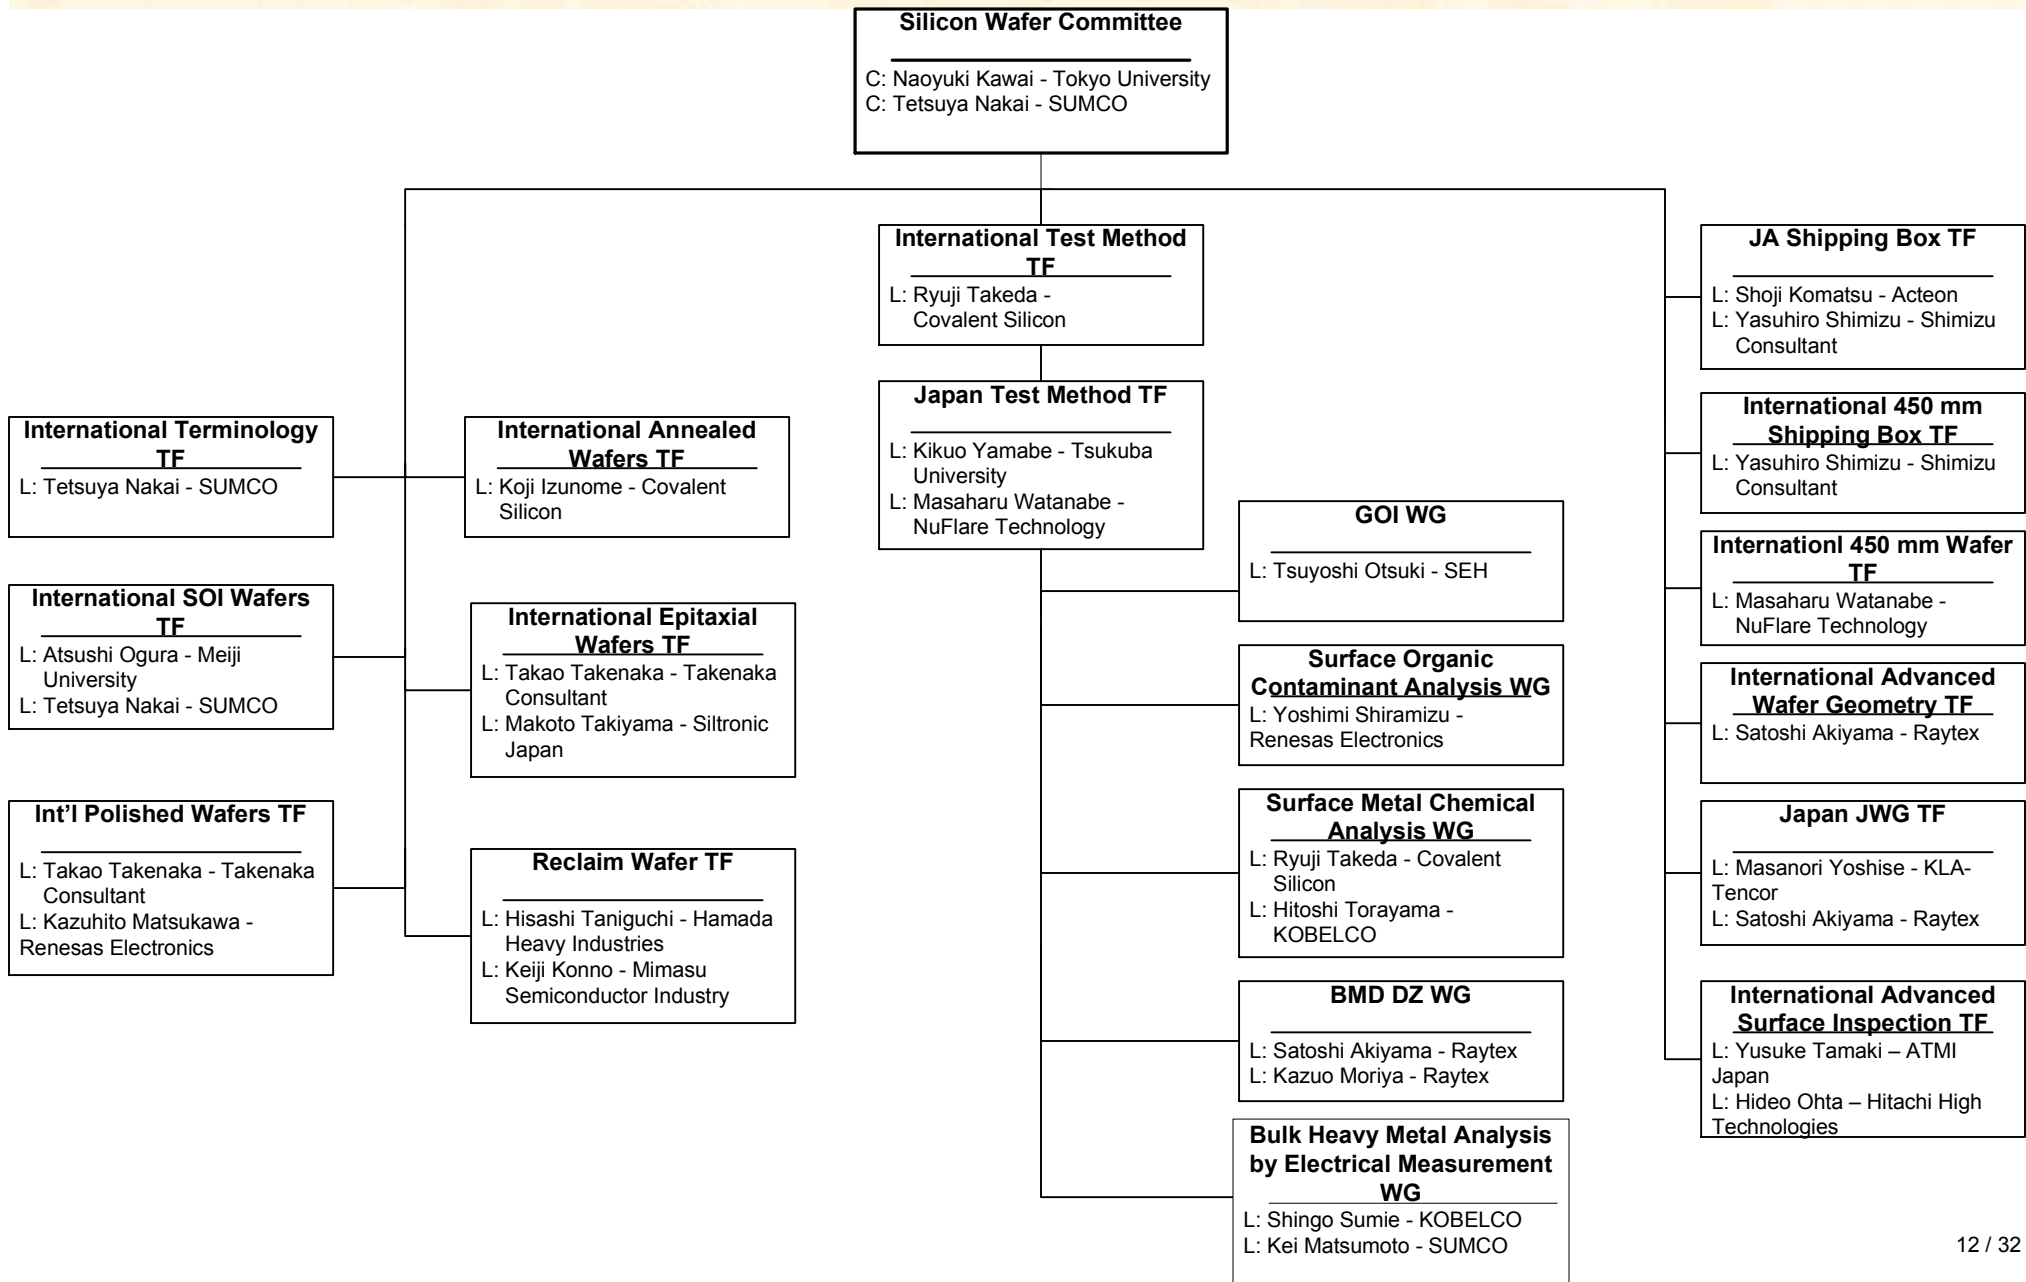 Silicon Wafer Committee
C: Naoyuki Kawai - Tokyo University
C: Tetsuya Nakai - SUMCO
International Terminology
TF
L: Tetsuya Nakai - SUMCO
International SOI Wafers
TF
L: Atsushi Ogura - Meiji
University
L: Tetsuya Nakai - SUMCO
Int'l Polished Wafers TF
L: Takao Takenaka - Takenaka
Consultant
L: Kazuhito Matsukawa -
Renesas Electronics
International Annealed
Wafers TF
L: Koji Izunome - Covalent
Silicon
International Epitaxial
Wafers TF
L: Takao Takenaka - Takenaka
Consultant
L: Makoto Takiyama - Siltronic
Japan
Reclaim Wafer TF
L: Hisashi Taniguchi - Hamada
Heavy Industries
L: Keiji Konno - Mimasu
Semiconductor Industry
International Test Method
TF
L: Ryuji Takeda -
Covalent Silicon
Japan Test Method TF
L: Kikuo Yamabe - Tsukuba
University
L: Masaharu Watanabe -
NuFlare Technology
GOI WG
L: Tsuyoshi Otsuki - SEH
Surface Organic
Contaminant Analysis WG
L: Yoshimi Shiramizu -
Renesas Electronics
Surface Metal Chemical
Analysis WG
L: Ryuji Takeda - Covalent
Silicon
L: Hitoshi Torayama -
KOBELCO
BMD DZ WG
L: Satoshi Akiyama - Raytex
L: Kazuo Moriya - Raytex
Bulk Heavy Metal Analysis
by Electrical Measurement
WG
L: Shingo Sumie - KOBELCO
L: Kei Matsumoto - SUMCO
JA Shipping Box TF
L: Shoji Komatsu - Acteon
L: Yasuhiro Shimizu - Shimizu
Consultant
International 450 mm
Shipping Box TF
L: Yasuhiro Shimizu - Shimizu
Consultant
Internationl 450 mm Wafer
TF
L: Masaharu Watanabe -
NuFlare Technology
International Advanced
Wafer Geometry TF
L: Satoshi Akiyama - Raytex
Japan JWG TF
L: Masanori Yoshise - KLA-
Tencor
L: Satoshi Akiyama - Raytex
International Advanced
Surface Inspection TF
L: Yusuke Tamaki – ATMI
Japan
L: Hideo Ohta – Hitachi High
Technologies
12 / 32